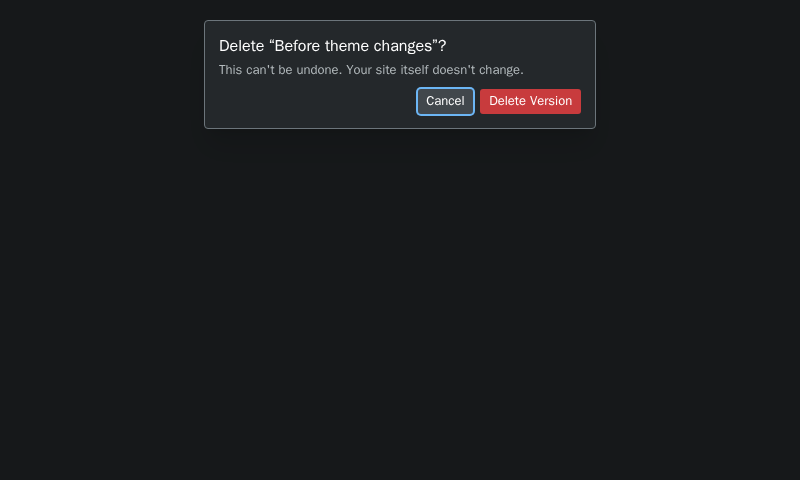 Delete “Before theme changes”?
This can't be undone. Your site itself doesn't change.
Cancel
Delete Version